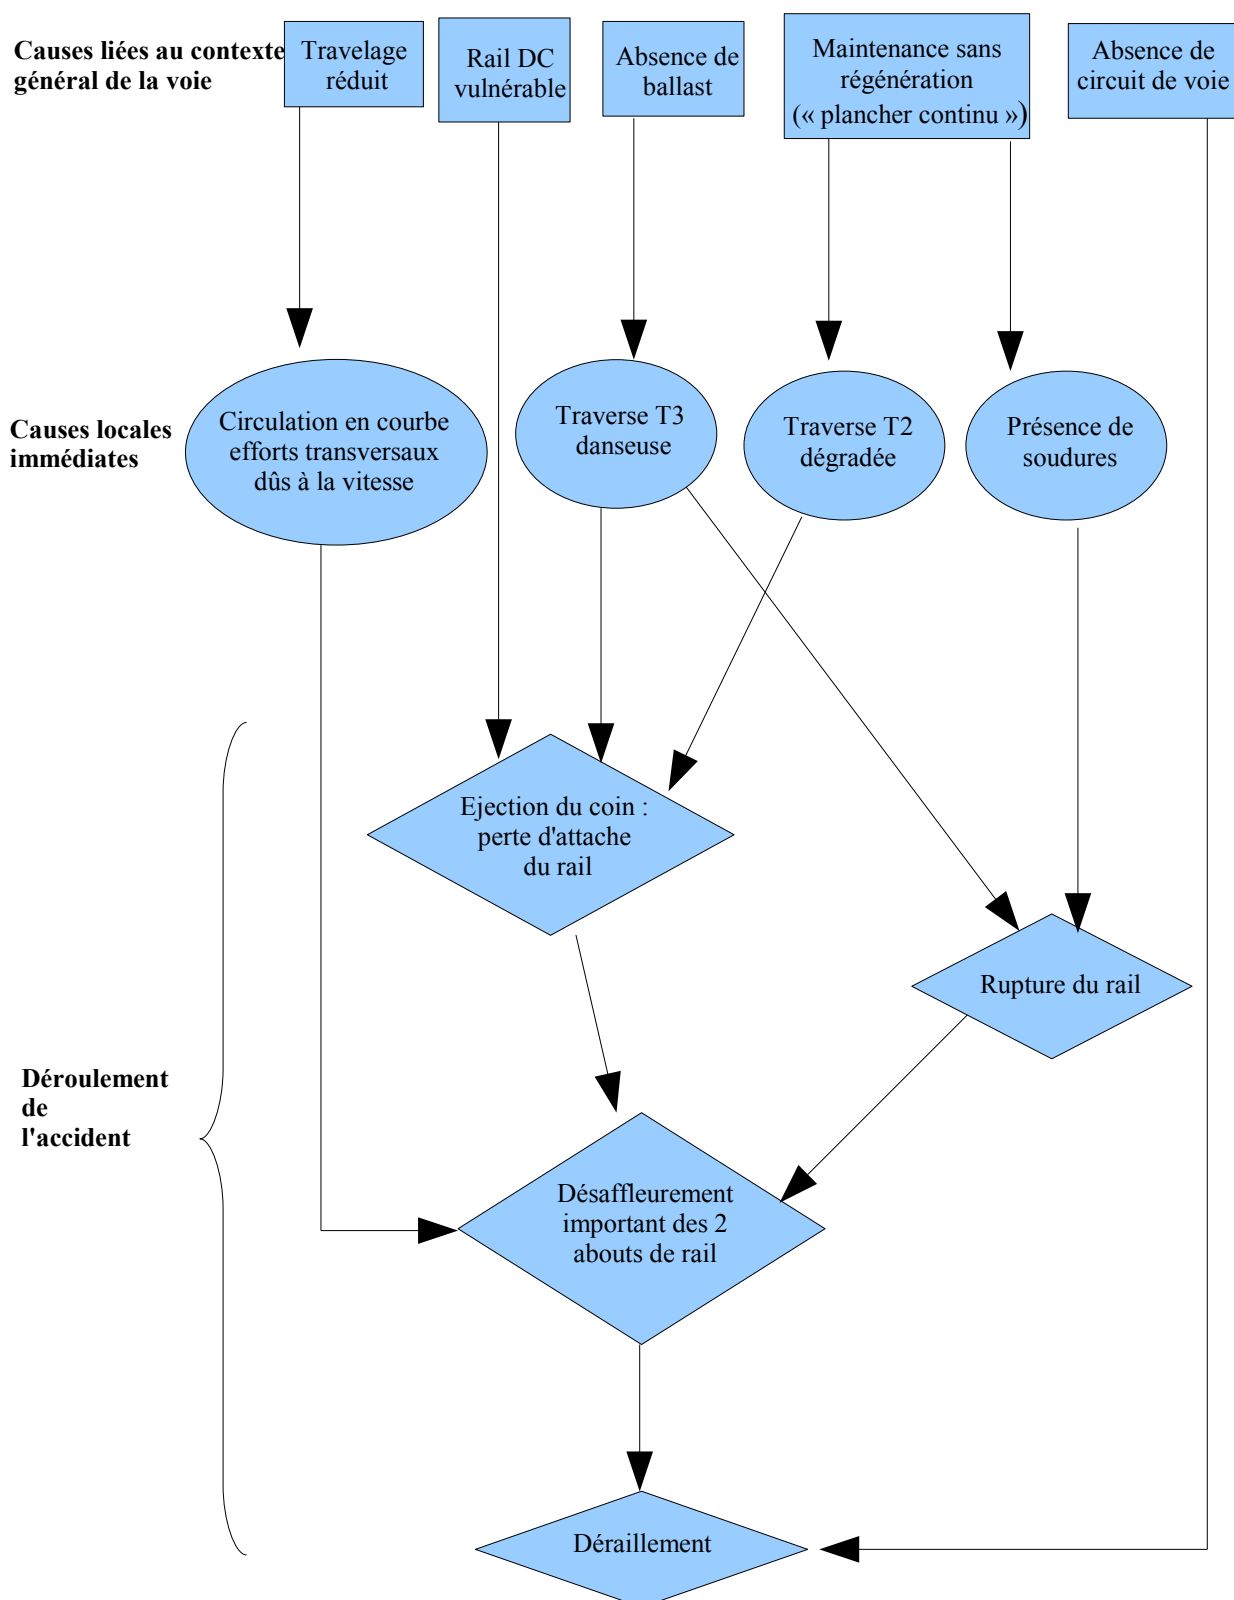 Causes liées au contexte
général de la voie
Travelage
réduit
Rail DC
vulnérable
Absence de
ballast
Maintenance sans
régénération
(« plancher continu »)
Absence de
circuit de voie
Causes locales
immédiates
Circulation en courbe
efforts transversaux
dûs à la vitesse
Traverse T3
danseuse
Traverse T2
dégradée
Présence de
soudures
Ejection du coin :
perte d'attache
du rail
Rupture du rail
Déroulement
de
l'accident
Désaffleurement
important des 2
abouts de rail
Déraillement